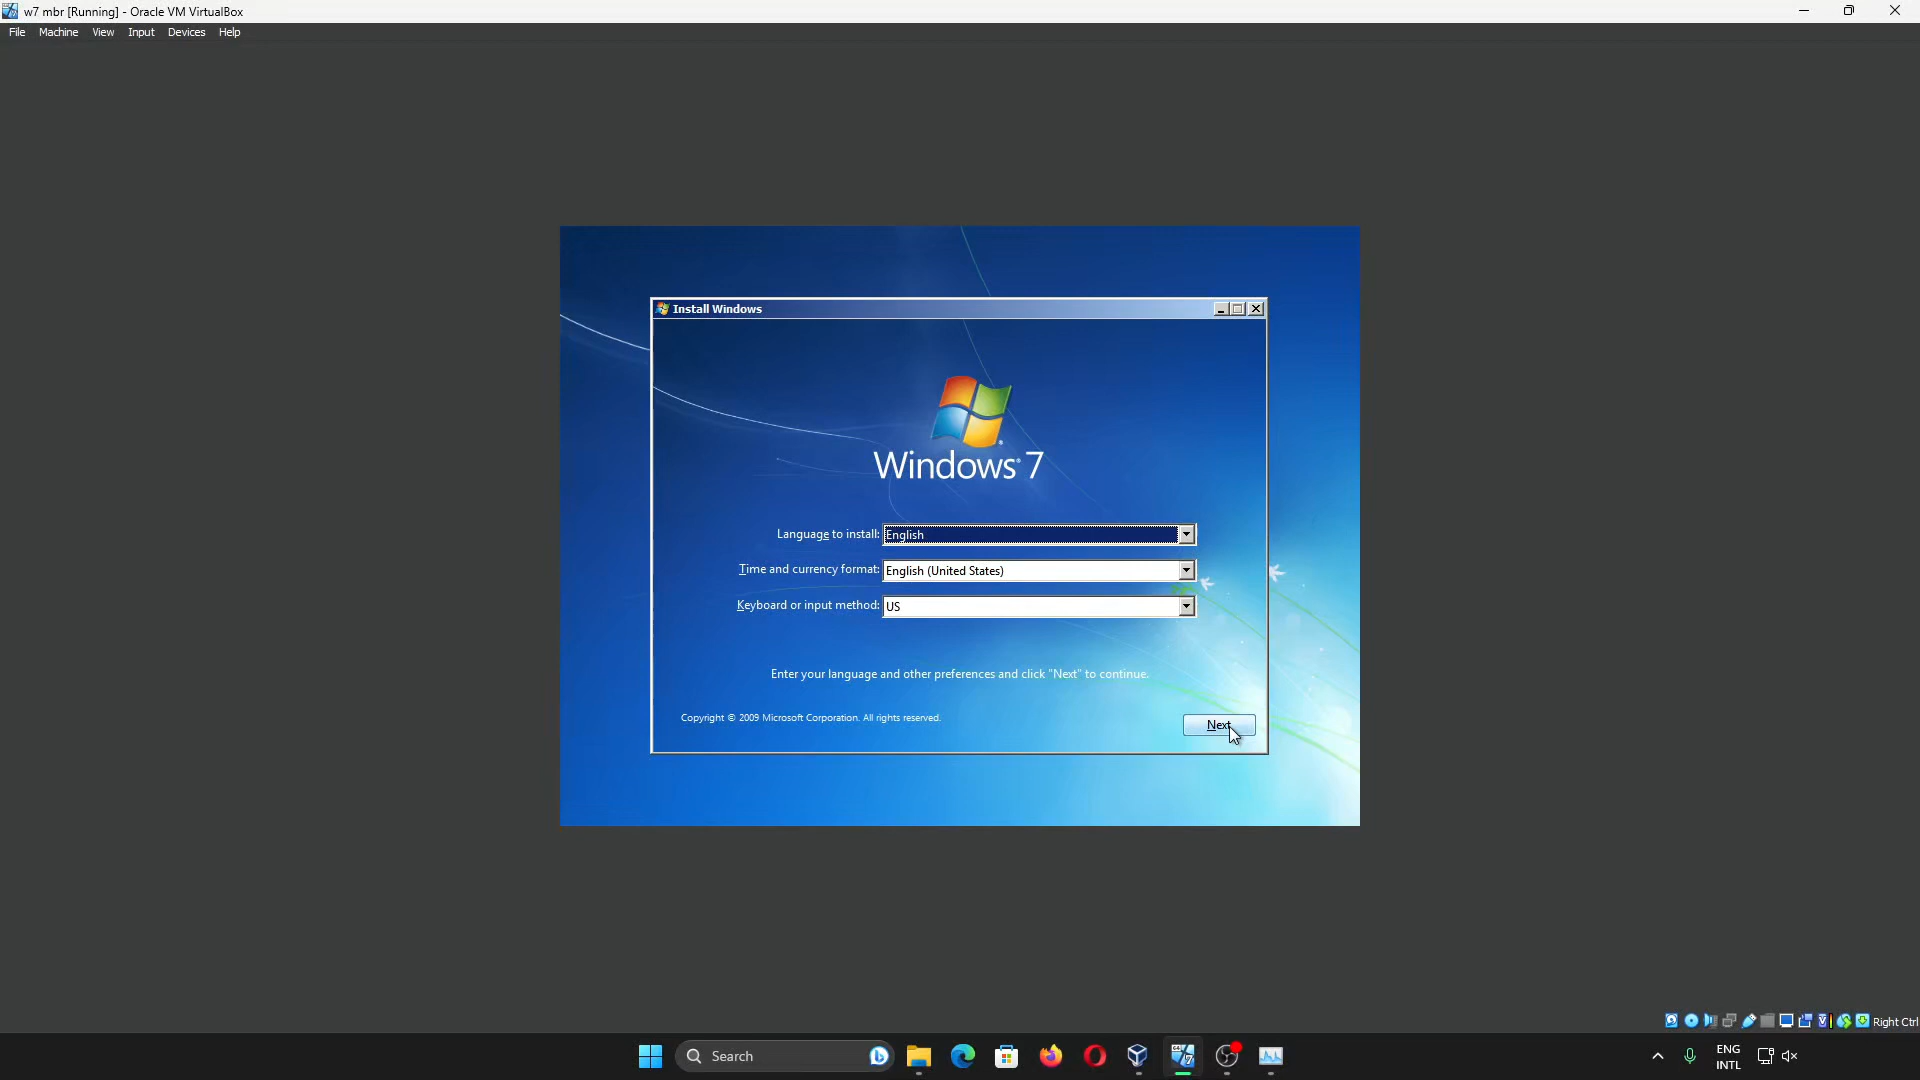 w7 mbr [Running] - Oracle VM VirtualBox
File Machine View Input Devices Help
Install Windows
Windows® 7
Language to install: English
Time and currency format: English (United States)
Keyboard or input method: US
Enter your language and other preferences and click "Next" to continue.
Copyright © 2009 Microsoft Corporation. All rights reserved.
Next
Right Ctrl
Search
ENG
INTL